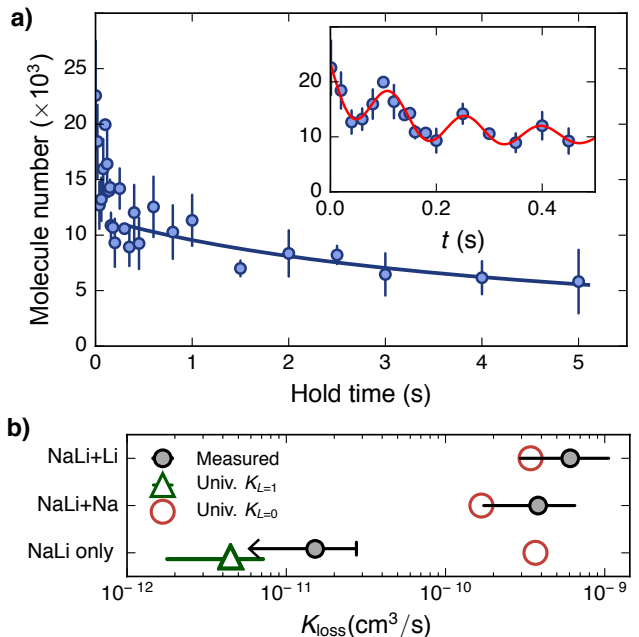 a)
Molecule number (×10³)
25
20
15
10
5
0
0 1 2 3 4 5
Hold time (s)
20
10
0
0.0 0.2 0.4
t (s)
b)
NaLi+Li
NaLi+Na
NaLi only
Measured
Univ. K_{L=1}
Univ. K_{L=0}
10⁻¹² 10⁻¹¹ 10⁻¹⁰ 10⁻⁹
K_{loss}(cm³/s)